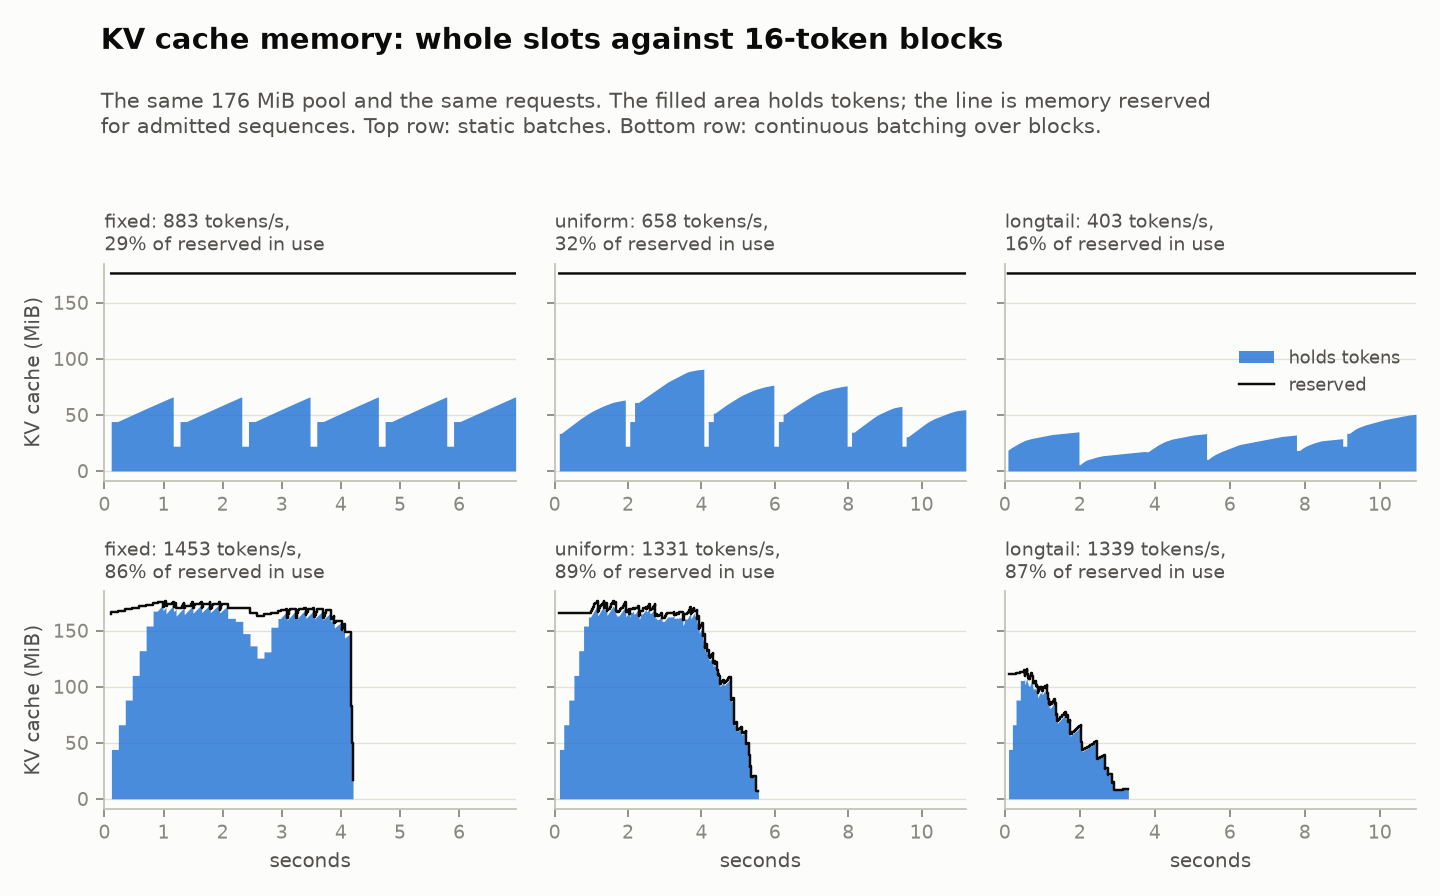 KV cache memory: whole slots against 16-token blocks
The same 176 MiB pool and the same requests. The filled area holds tokens; the line is memory reserved
for admitted sequences. Top row: static batches. Bottom row: continuous batching over blocks.
fixed: 883 tokens/s,
29% of reserved in use
uniform: 658 tokens/s,
32% of reserved in use
longtail: 403 tokens/s,
16% of reserved in use
KV cache (MiB)
150
100
50
0
holds tokens
reserved
0 1 2 3 4 5 6
0 2 4 6 8 10
0 2 4 6 8 10
fixed: 1453 tokens/s,
86% of reserved in use
uniform: 1331 tokens/s,
89% of reserved in use
longtail: 1339 tokens/s,
87% of reserved in use
KV cache (MiB)
150
100
50
0
0 1 2 3 4 5 6
0 2 4 6 8 10
0 2 4 6 8 10
seconds
seconds
seconds